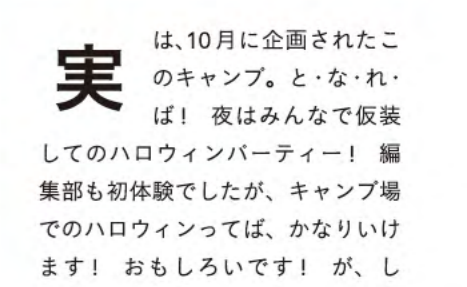 実は、10月に企画されたこ
のキャンプ。と・な・れ・
ば！　夜はみんなで仮装
してのハロウィンパーティー！　編
集部も初体験でしたが、キャンプ場
でのハロウィンってば、かなりいけ
ます！　おもしろいです！　が、し